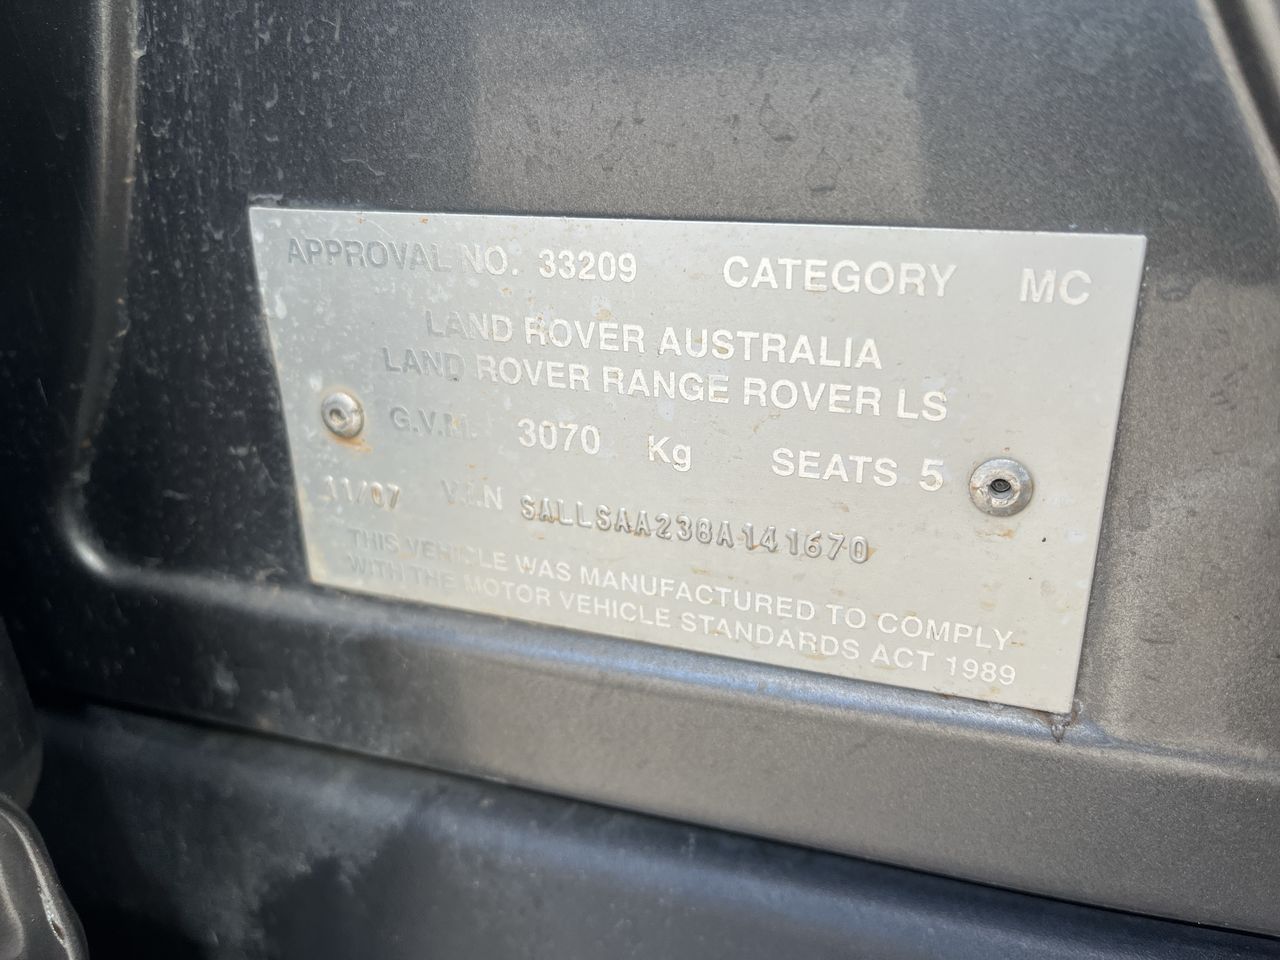 APPROVAL NO. 33209 CATEGORY MC
LAND ROVER AUSTRALIA
LAND ROVER RANGE ROVER LS
G.V.M. 3070 Kg SEATS 5
11/07 V.I.N SALLSAA238A141670
THIS VEHICLE WAS MANUFACTURED TO COMPLY
WITH THE MOTOR VEHICLE STANDARDS ACT 1989